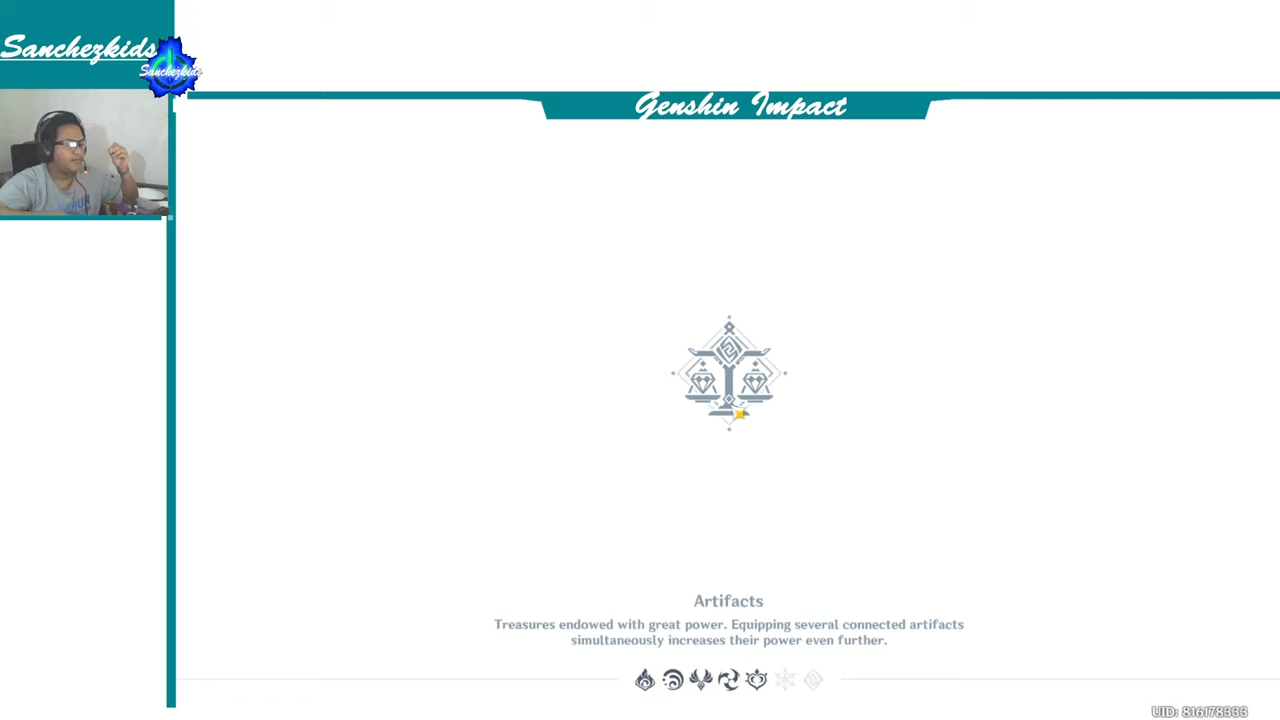 Sanchezkids
Sanchezkids
Genshin Impact
Artifacts
Treasures endowed with great power. Equipping several connected artifacts
simultaneously increases their power even further.
UID: 816178333